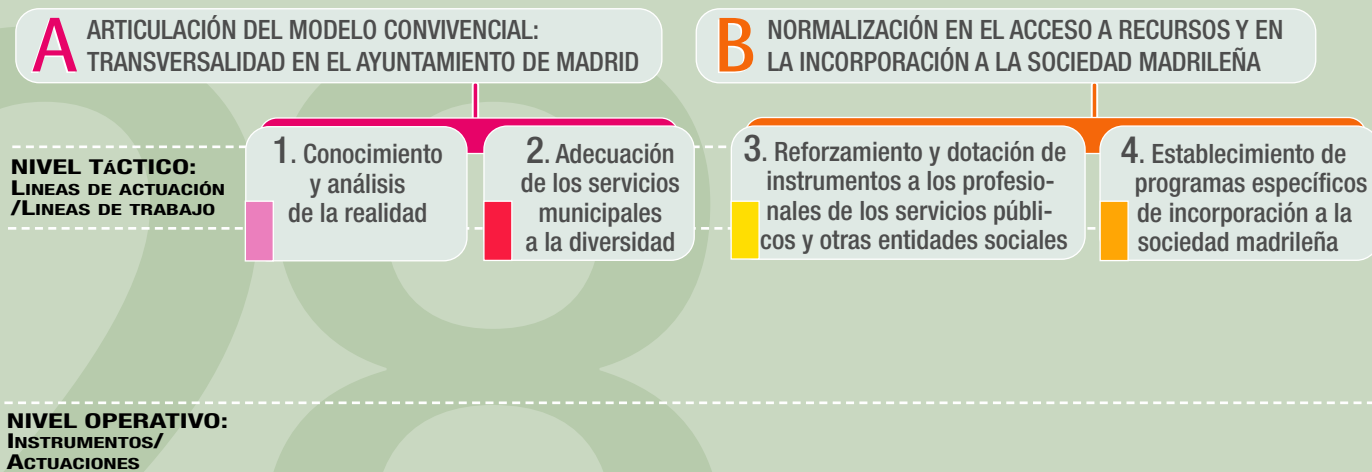 A ARTICULACIÓN DEL MODELO CONVIVENCIAL:
TRANSVERSALIDAD EN EL AYUNTAMIENTO DE MADRID
B NORMALIZACIÓN EN EL ACCESO A RECURSOS Y EN
LA INCORPORACIÓN A LA SOCIEDAD MADRILEÑA
NIVEL TÁCTICO:
LINEAS DE ACTUACIÓN
/LINEAS DE TRABAJO
1. Conocimiento
y análisis
de la realidad
2. Adecuación
de los servicios
municipales
a la diversidad
3. Reforzamiento y dotación de
instrumentos a los profesio-
nales de los servicios públi-
cos y otras entidades sociales
4. Establecimiento de
programas específicos
de incorporación a la
sociedad madrileña
NIVEL OPERATIVO:
INSTRUMENTOS/
ACTUACIONES